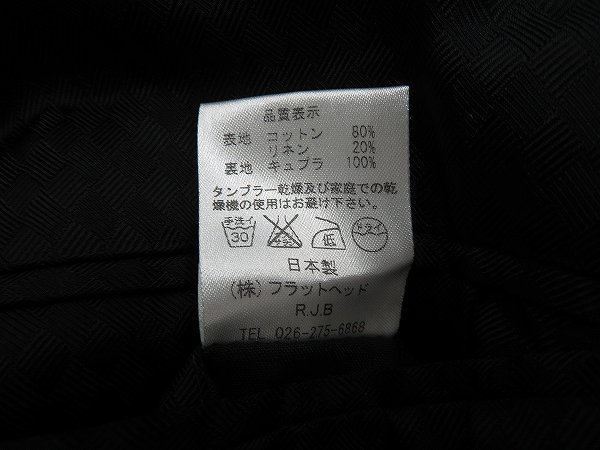 品質表示
表地 コットン 80%
リネン 20%
裏地 キュプラ 100%
タンブラー乾燥及び家庭での乾
燥機の使用はお避け下さい。
手洗イ 30 低 ドライ
日本製
(株)フラットヘッド
R.J.B
TEL 026-275-6868